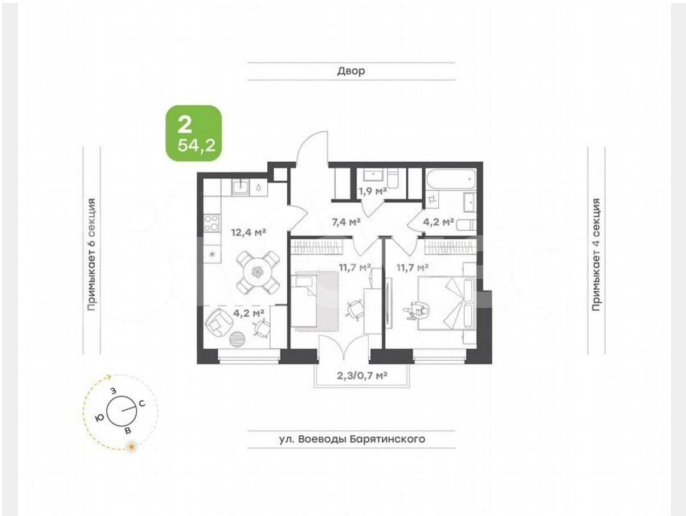 Двор
2
54,2
Примыкает 6 секция
Примыкает 4 секция
1,9 м²
7,4 м²
4,2 м²
12,4 м²
11,7 м²
11,7 м²
4,2 м²
2,3/0,7 м²
З
С
Ю
В
ул. Воеводы Барятинского